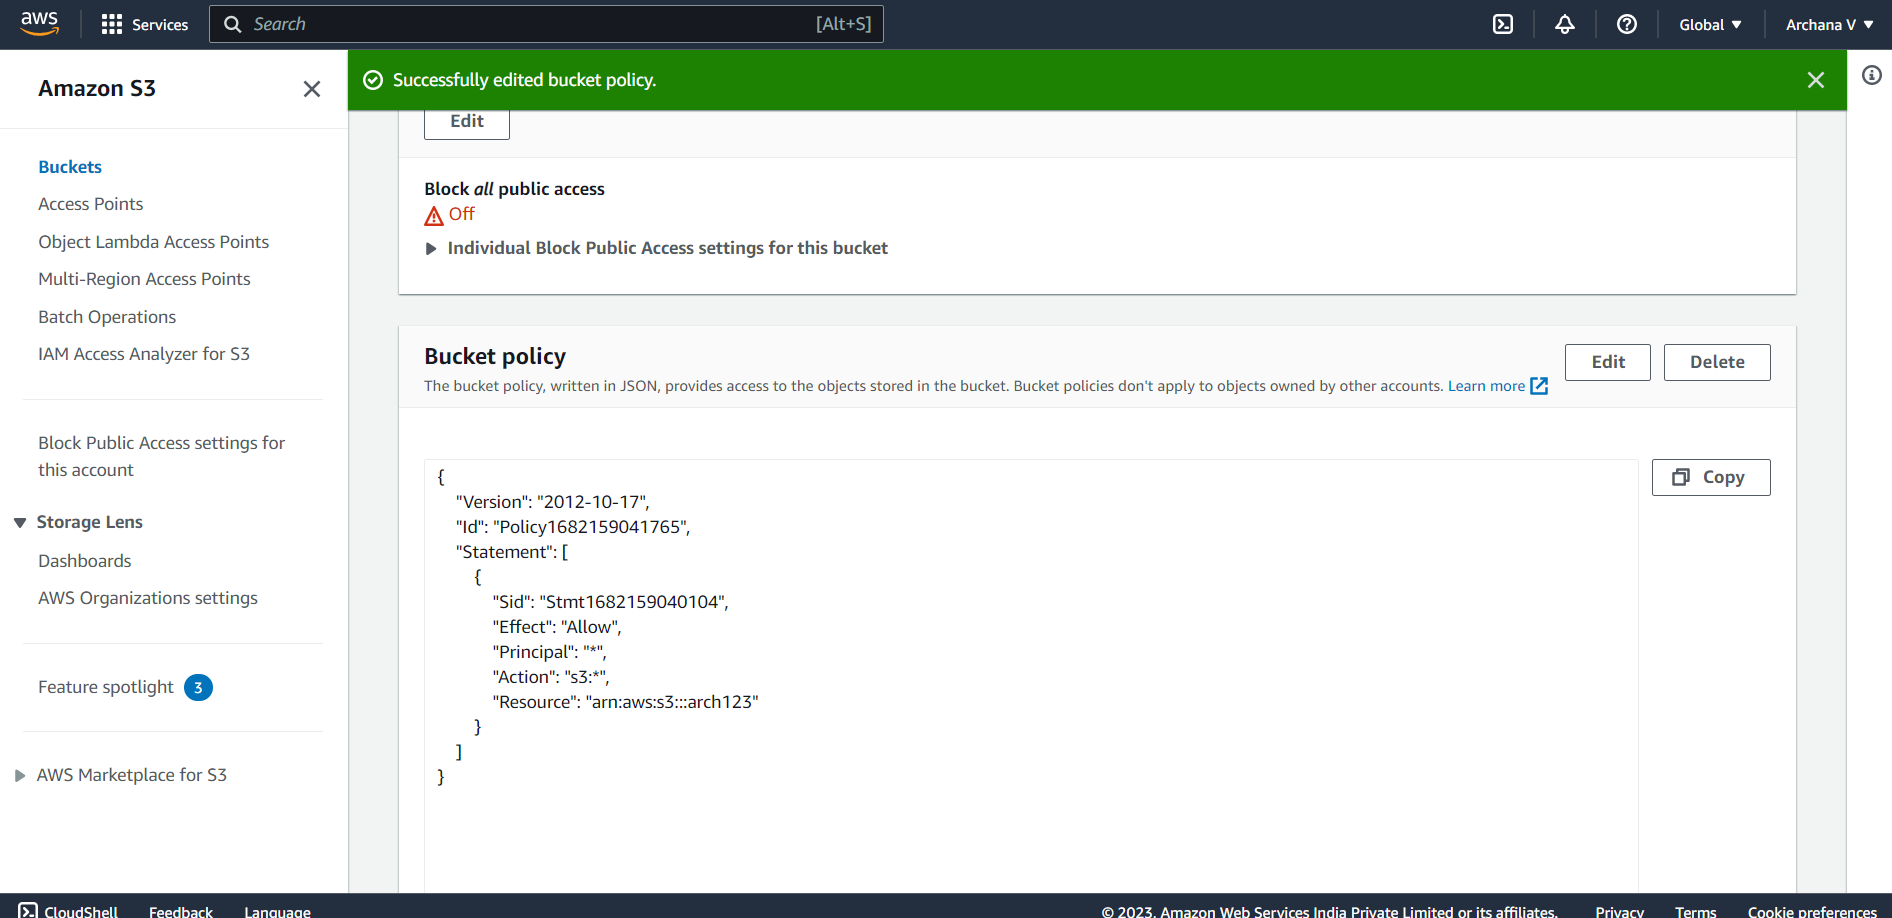 aws
Services
Search
[Alt+S]
Global
Archana V
Amazon S3
Buckets
Access Points
Object Lambda Access Points
Multi-Region Access Points
Batch Operations
IAM Access Analyzer for S3
Block Public Access settings for
this account
Storage Lens
Dashboards
AWS Organizations settings
Feature spotlight 3
AWS Marketplace for S3
Successfully edited bucket policy.
Edit
Block all public access
Off
Individual Block Public Access settings for this bucket
Bucket policy
Edit
Delete
The bucket policy, written in JSON, provides access to the objects stored in the bucket. Bucket policies don't apply to objects owned by other accounts. Learn more
Copy
{
"Version": "2012-10-17",
"Id": "Policy1682159041765",
"Statement": [
{
"Sid": "Stmt1682159040104",
"Effect": "Allow",
"Principal": "*",
"Action": "s3:*",
"Resource": "arn:aws:s3:::arch123"
}
]
}
CloudShell
Feedback
Language
© 2023, Amazon Web Services India Private Limited or its affiliates.
Privacy
Terms
Cookie preferences